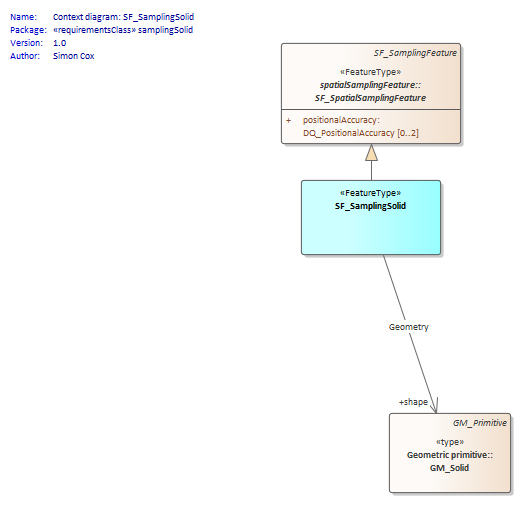 Name: Context diagram: SF_SamplingSolid
Package: «requirementsClass» samplingSolid
Version: 1.0
Author: Simon Cox
SF_SamplingFeature
«FeatureType»
spatialSamplingFeature::
SF_SpatialSamplingFeature
+ positionalAccuracy:
DQ_PositionalAccuracy [0..2]
«FeatureType»
SF_SamplingSolid
Geometry
+shape
GM_Primitive
«type»
Geometric primitive::
GM_Solid